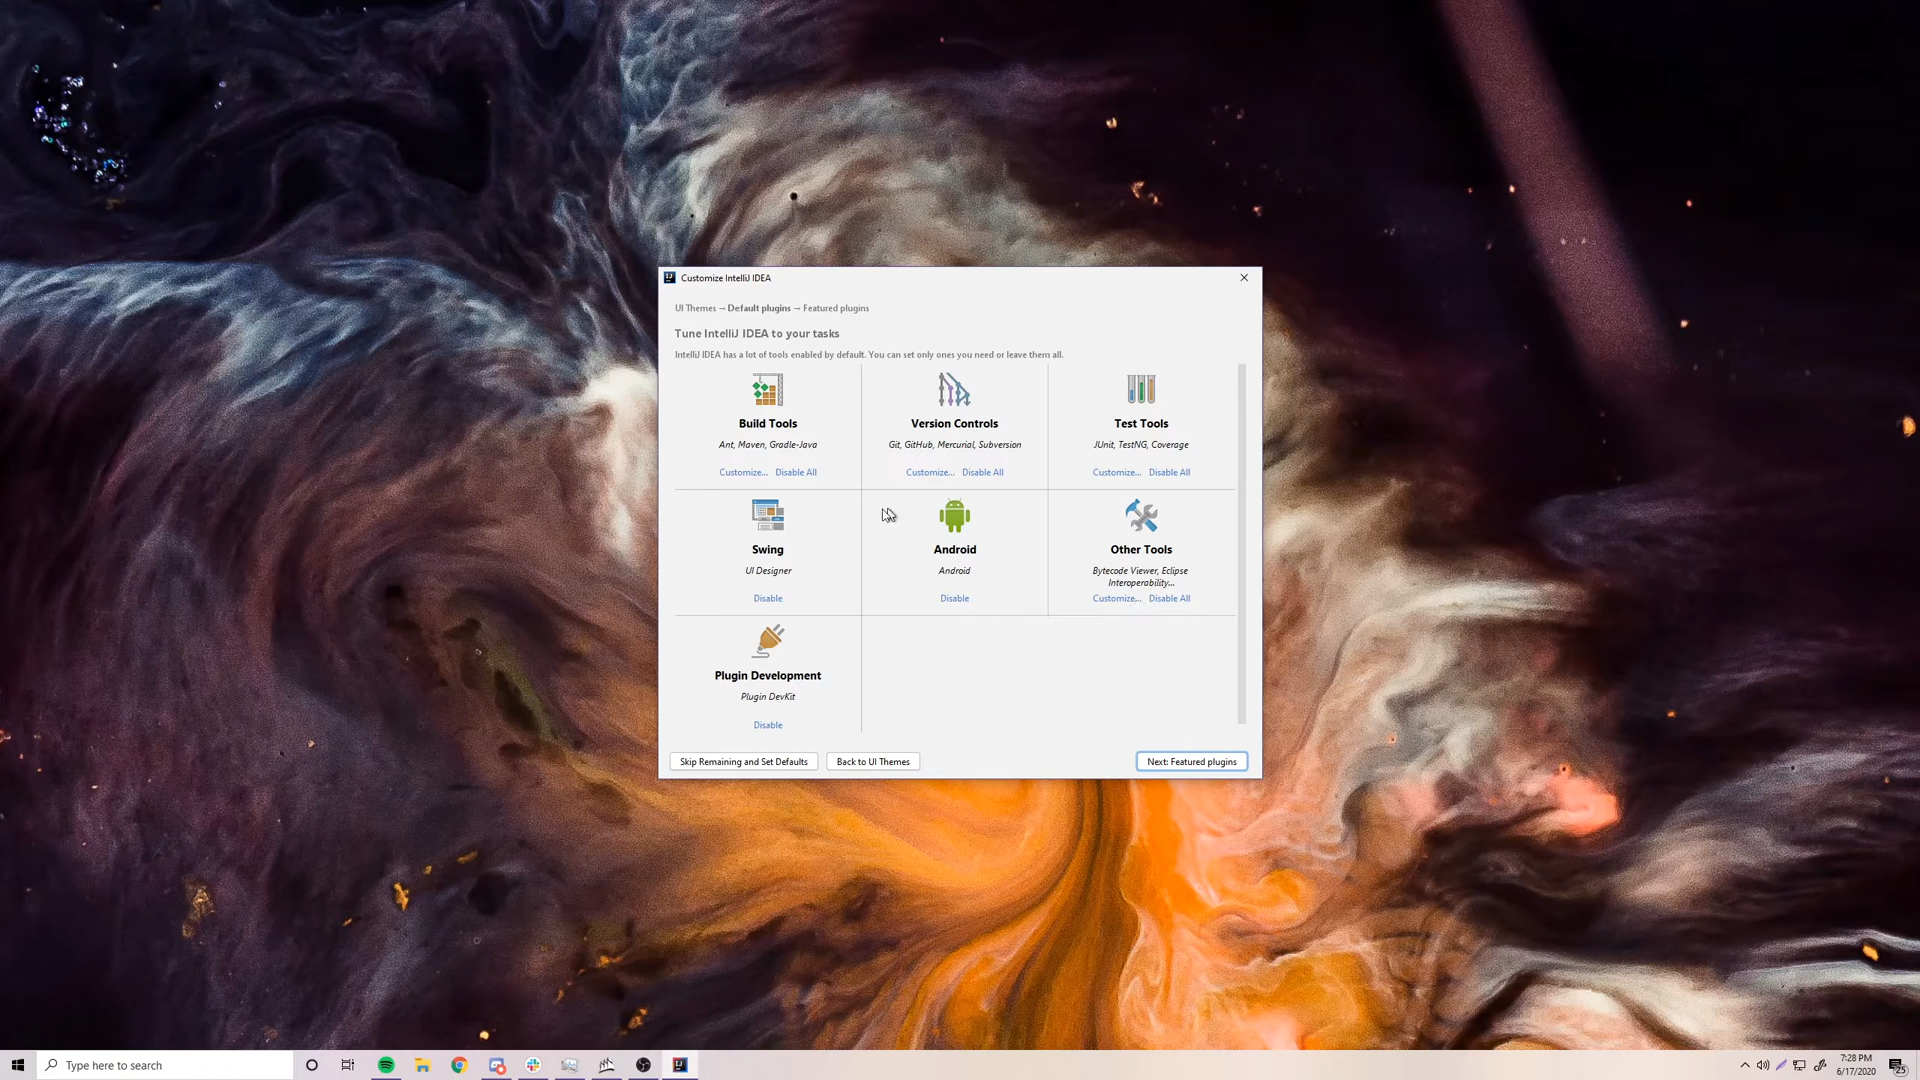 Customize IntelliJ IDEA
UI Themes → Default plugins → Featured plugins
Tune IntelliJ IDEA to your tasks
IntelliJ IDEA has a lot of tools enabled by default. You can set only ones you need or leave them all.
Build Tools
Ant, Maven, Gradle-Java
Customize... Disable All
Version Controls
Git, GitHub, Mercurial, Subversion
Customize... Disable All
Test Tools
JUnit, TestNG, Coverage
Customize... Disable All
Swing
UI Designer
Disable
Android
Android
Disable
Other Tools
Bytecode Viewer, Eclipse
Interoperability...
Customize... Disable All
Plugin Development
Plugin DevKit
Disable
Skip Remaining and Set Defaults
Back to UI Themes
Next: Featured plugins
Type here to search
7:28 PM
6/17/2020
25